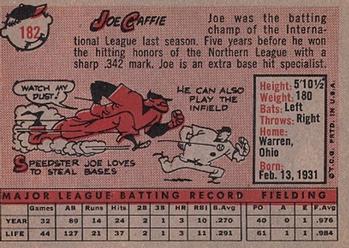 182
JOE CAFFIE
Joe was the batting
champ of the Interna-
tional League last season. Five years before he won
the hitting honors of the Northern League with a
sharp .342 mark. Joe is an extra base hit specialist.
WATCH MY
DUST!
HE CAN ALSO
PLAY THE
INFIELD
SPEEDSTER JOE LOVES
TO STEAL BASES
Height: 5'10½
Weight: 180
Bats: Left
Throws: Right
Home:
Warren,
Ohio
Born:
Feb. 13, 1931
©T.C.G. PRTD. IN U.S.A.
MAJOR LEAGUE BATTING RECORD FIELDING
Games AB Runs Hits 2B 3B HR RBI B.Avg PO A E F.Avg
YEAR 32 89 14 24 2 1 3 10 .270 40 0 1 .976
LIFE 44 127 21 37 2 1 3 11 .291 61 0 1 .984